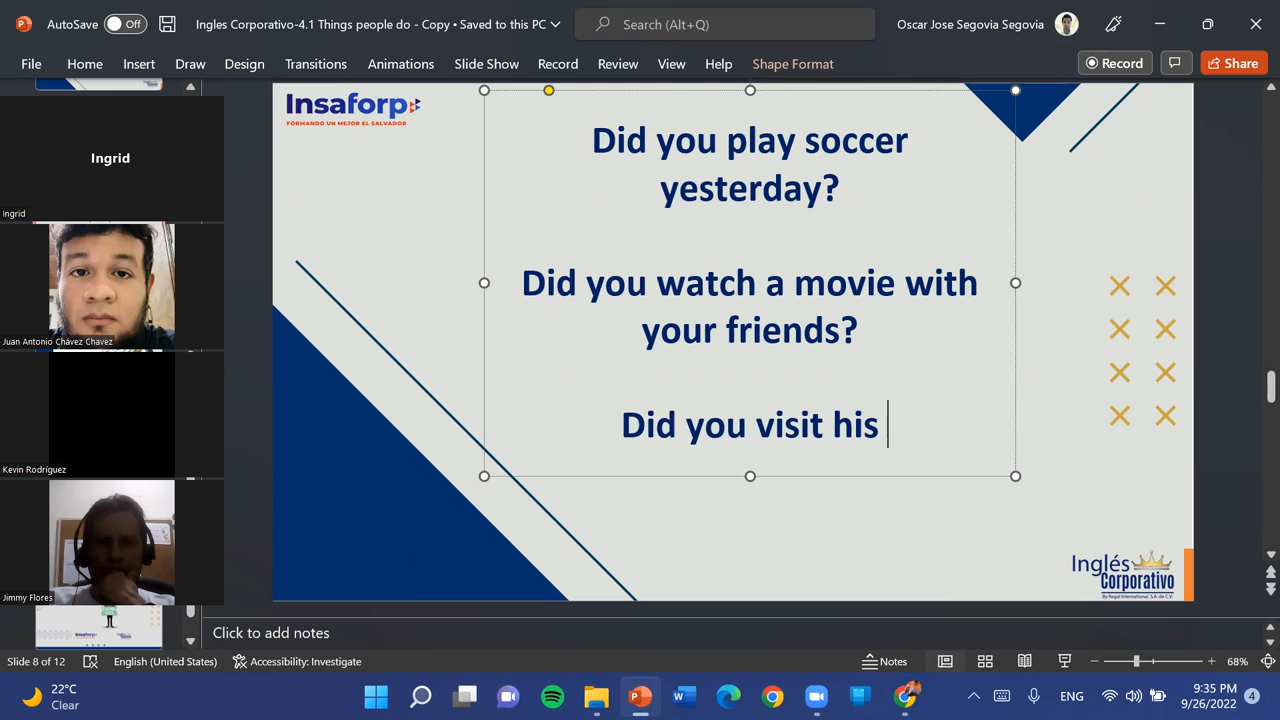 AutoSave Off Ingles Corporativo-4.1 Things people do - Copy • Saved to this PC Search (Alt+Q) Oscar Jose Segovia Segovia
File Home Insert Draw Design Transitions Animations Slide Show Record Review View Help Shape Format Record Share
Ingrid
Ingrid
Juan Antonio Chávez Chavez
Kevin Rodríguez
Jimmy Flores
Insaforp
FORMANDO UN MEJOR EL SALVADOR
Did you play soccer
yesterday?
Did you watch a movie with
your friends?
Did you visit his
Inglés
Corporativo
By Regal International, S.A. de C.V.
Click to add notes
Slide 8 of 12 English (United States) Accessibility: Investigate Notes 68%
22°C
Clear
ENG
9:35 PM
9/26/2022
4